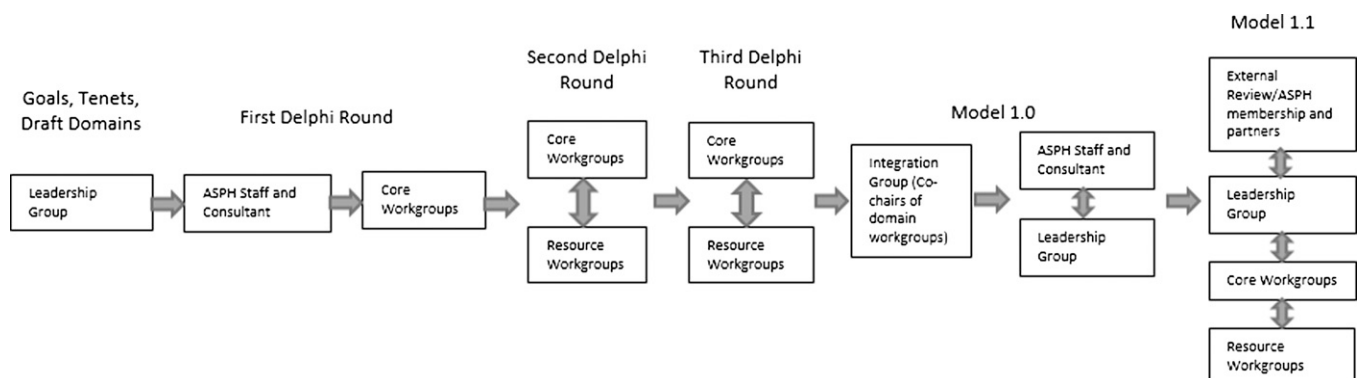 Goals, Tenets,
Draft Domains
Leadership
Group
First Delphi Round
ASPH Staff and
Consultant
Core
Workgroups
Second Delphi
Round
Core
Workgroups
Resource
Workgroups
Third Delphi
Round
Core
Workgroups
Resource
Workgroups
Model 1.0
Integration
Group (Co-
chairs of
domain
workgroups)
ASPH Staff and
Consultant
Leadership
Group
Model 1.1
External
Review/ASPH
membership and
partners
Leadership
Group
Core Workgroups
Resource
Workgroups